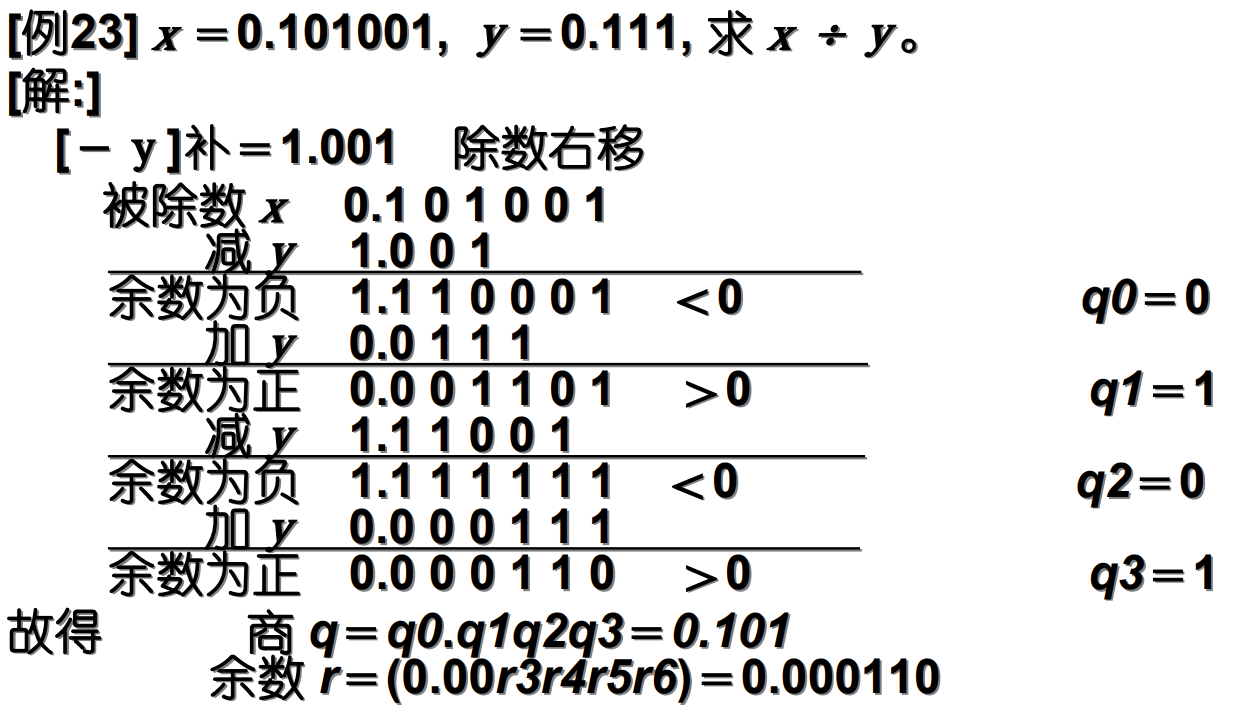 [例23] x＝0.101001, y＝0.111, 求 x ÷ y。
[解:]
[－ y ]补＝1.001 除数右移
被除数 x 0.1 0 1 0 0 1
减 y 1.0 0 1
余数为负 1.1 1 0 0 0 1 ＜0 q0＝0
加 y 0.0 1 1 1
余数为正 0.0 0 1 1 0 1 ＞0 q1＝1
减 y 1.1 1 0 0 1
余数为负 1.1 1 1 1 1 1 ＜0 q2＝0
加 y 0.0 0 0 1 1 1
余数为正 0.0 0 0 1 1 0 ＞0 q3＝1
故得 商 q＝q0.q1q2q3＝0.101
余数 r＝(0.00r3r4r5r6)＝0.000110